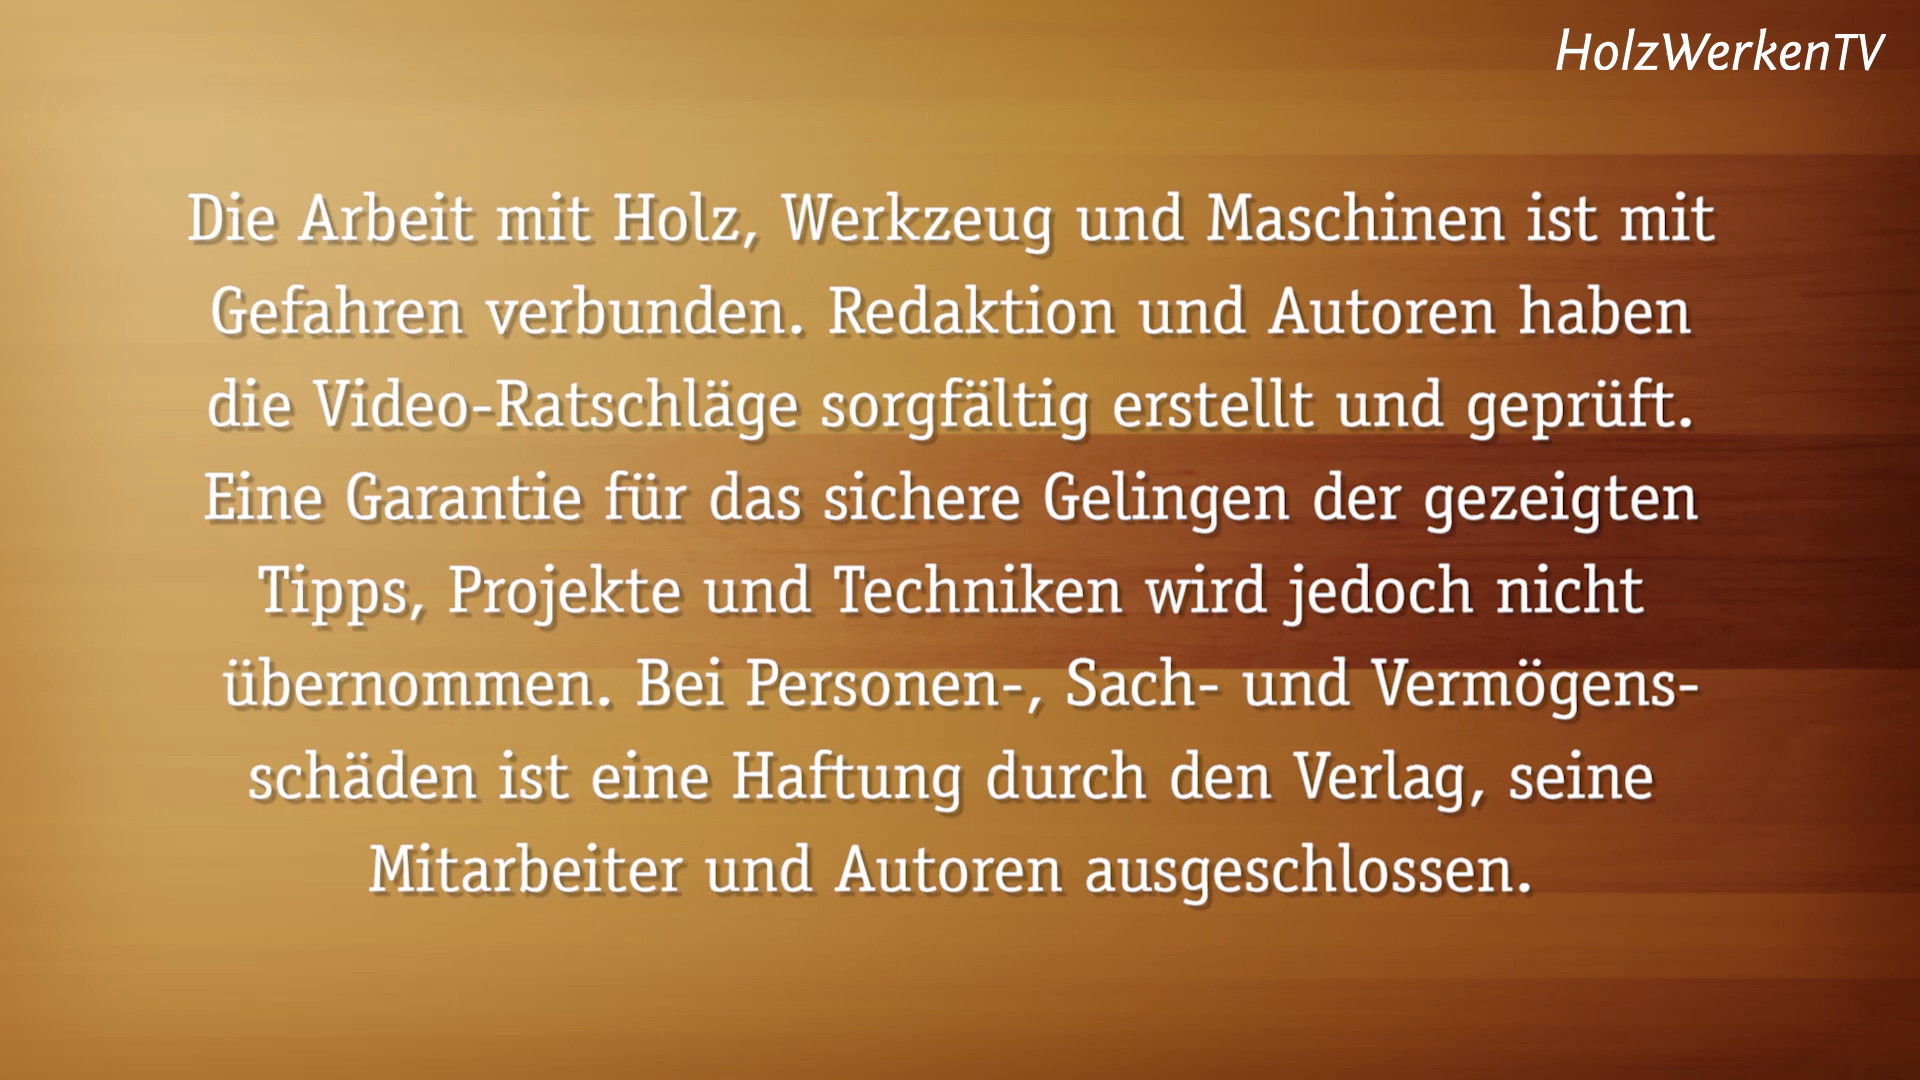 HolzWerkenTV
Die Arbeit mit Holz, Werkzeug und Maschinen ist mit
Gefahren verbunden. Redaktion und Autoren haben
die Video-Ratschläge sorgfältig erstellt und geprüft.
Eine Garantie für das sichere Gelingen der gezeigten
Tipps, Projekte und Techniken wird jedoch nicht
übernommen. Bei Personen-, Sach- und Vermögens-
schäden ist eine Haftung durch den Verlag, seine
Mitarbeiter und Autoren ausgeschlossen.